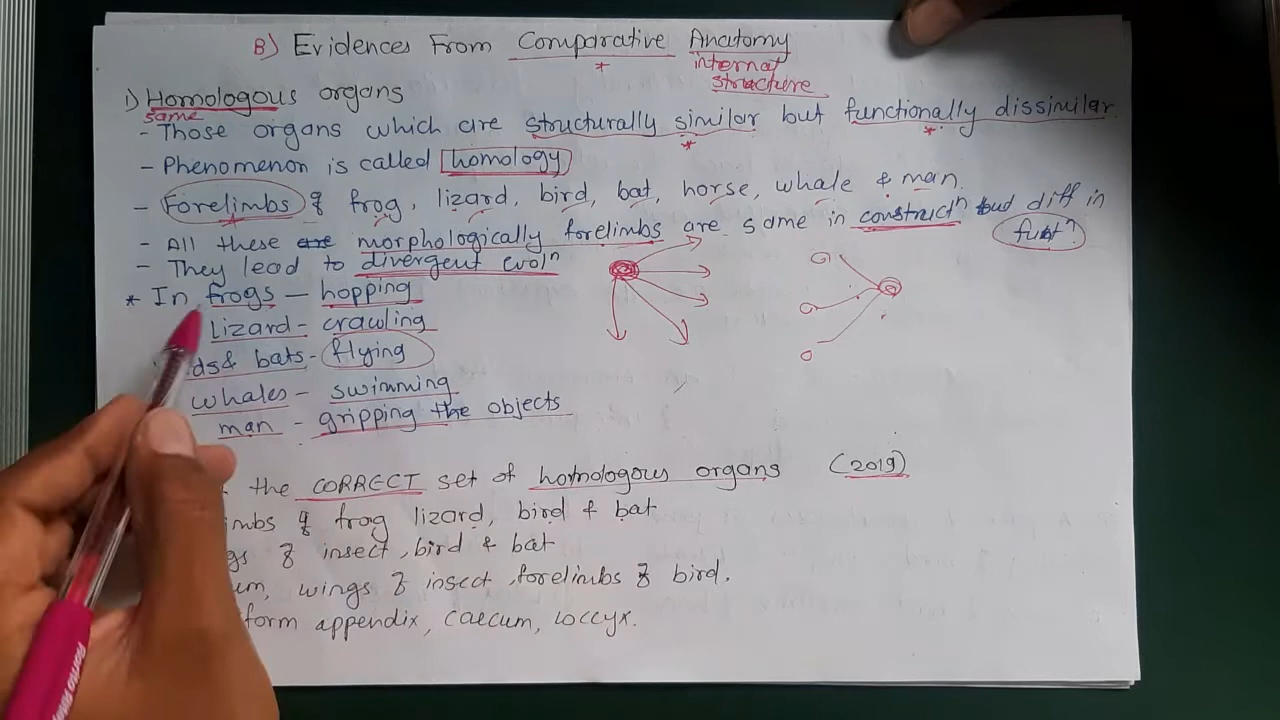 B) Evidences From Comparative Anatomy
internal
structure
1) Homologous organs
same
- Those organs which are structurally similar but functionally dissimilar.
- Phenomenon is called homology
- Forelimbs of frog, lizard, bird, bat, horse, whale & man.
- All these are morphologically forelimbs are same in constructn but diff in functn.
- They lead to divergent evoln
* In frogs - hopping
lizard - crawling
ds & bats - flying
whales - swimming
man - gripping the objects
the CORRECT set of homologous organs (2019)
imbs of frog lizard, bird & bat
gs of insect, bird & bat
um, wings of insect, forelimbs of bird.
form appendix, caecum, coccyx.